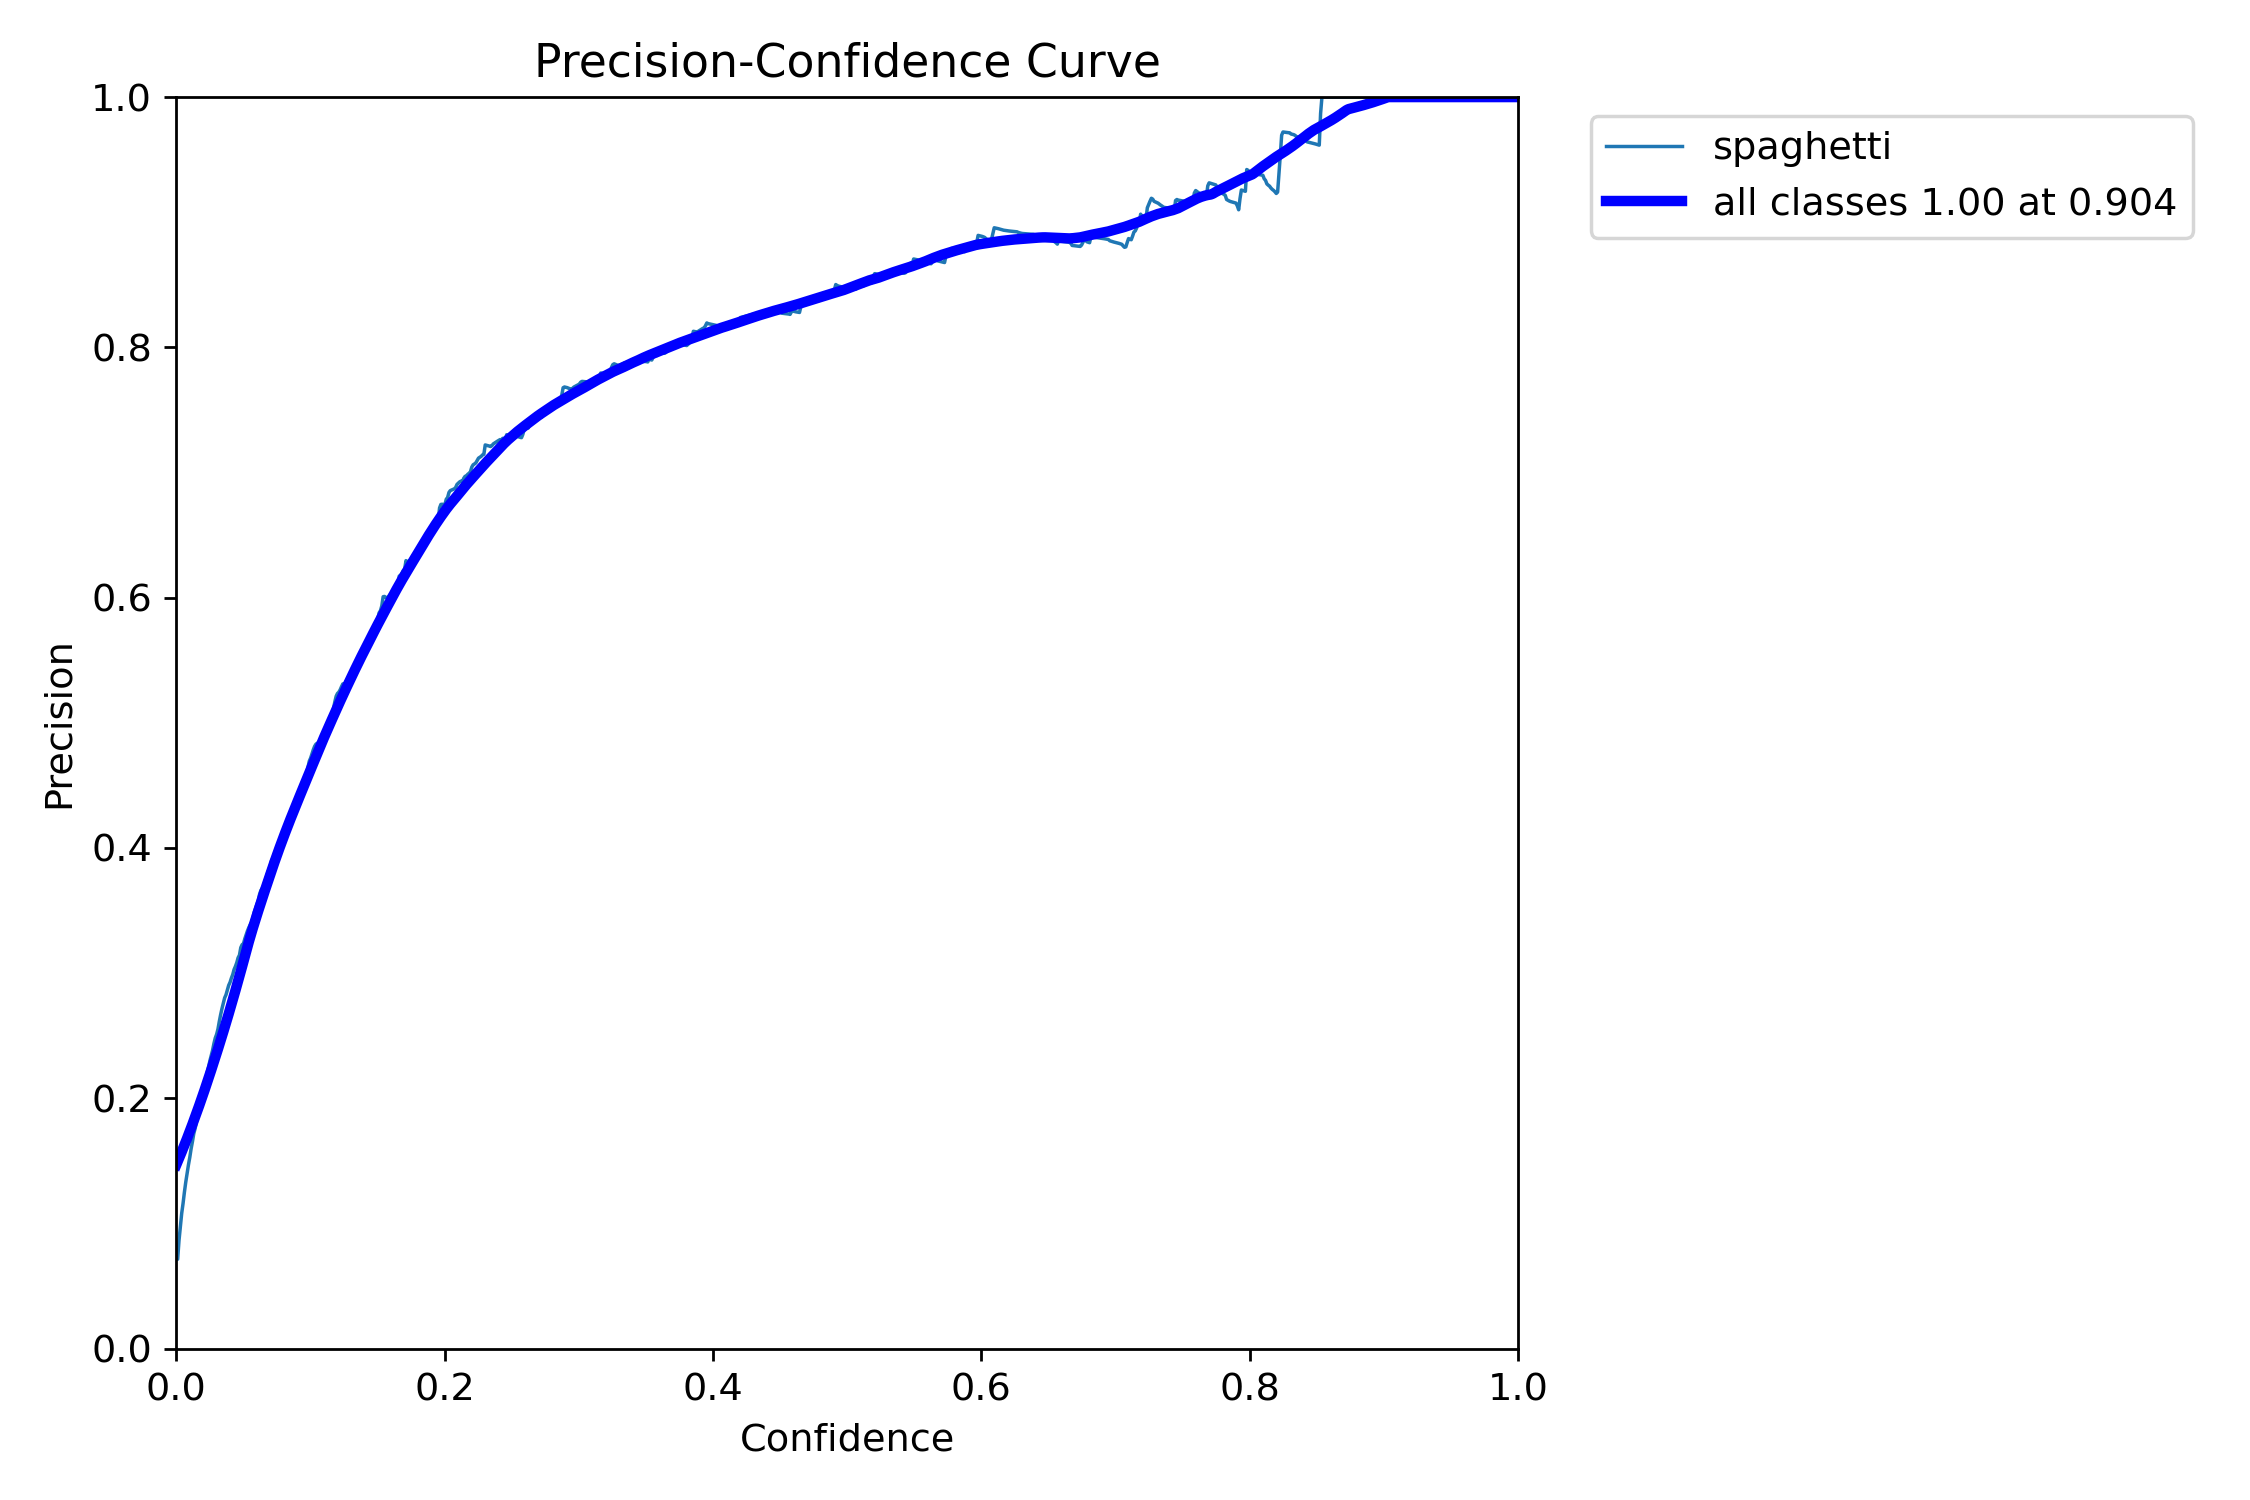 Precision-Confidence Curve
1.0
0.8
0.6
0.4
0.2
0.0
Precision
0.0 0.2 0.4 0.6 0.8 1.0
Confidence
spaghetti
all classes 1.00 at 0.904